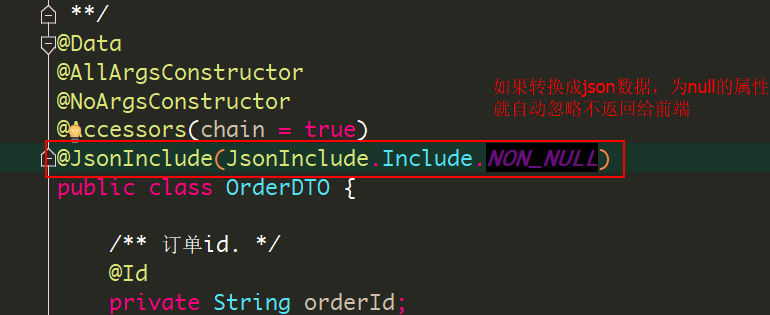 **/
@Data
@AllArgsConstructor
如果转换成json数据，为null的属性
就自动忽略不返回给前端
@NoArgsConstructor
@Accessors(chain = true)
@JsonInclude(JsonInclude.Include.NON_NULL)
public class OrderDTO {
/** 订单id. */
@Id
private String orderId;